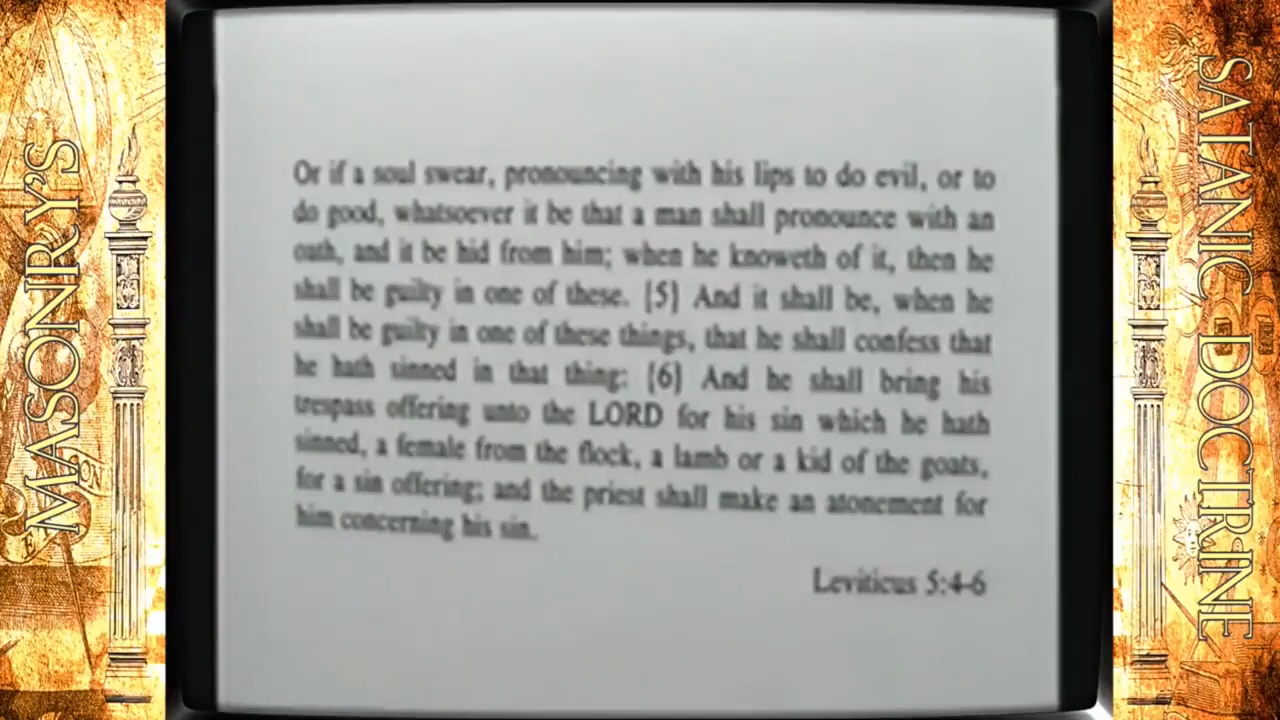 MASONRY'S
Or if a soul swear, pronouncing with his lips to do evil, or to
do good, whatsoever it be that a man shall pronounce with an
oath, and it be hid from him; when he knoweth of it, then he
shall be guilty in one of these. {5} And it shall be, when he
shall be guilty in one of these things, that he shall confess that
he hath sinned in that thing: {6} And he shall bring his
trespass offering unto the LORD for his sin which he hath
sinned, a female from the flock, a lamb or a kid of the goats,
for a sin offering; and the priest shall make an atonement for
him concerning his sin.
Leviticus 5:4-6
SATANIC DOCTRINE